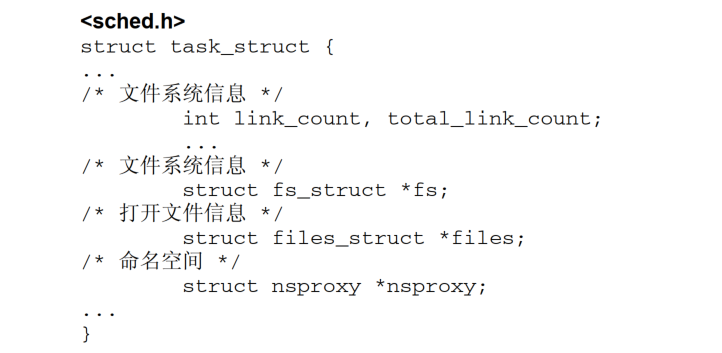 <sched.h>
struct task_struct {
...
/* 文件系统信息 */
int link_count, total_link_count;
...
/* 文件系统信息 */
struct fs_struct *fs;
/* 打开文件信息 */
struct files_struct *files;
/* 命名空间 */
struct nsproxy *nsproxy;
...
}